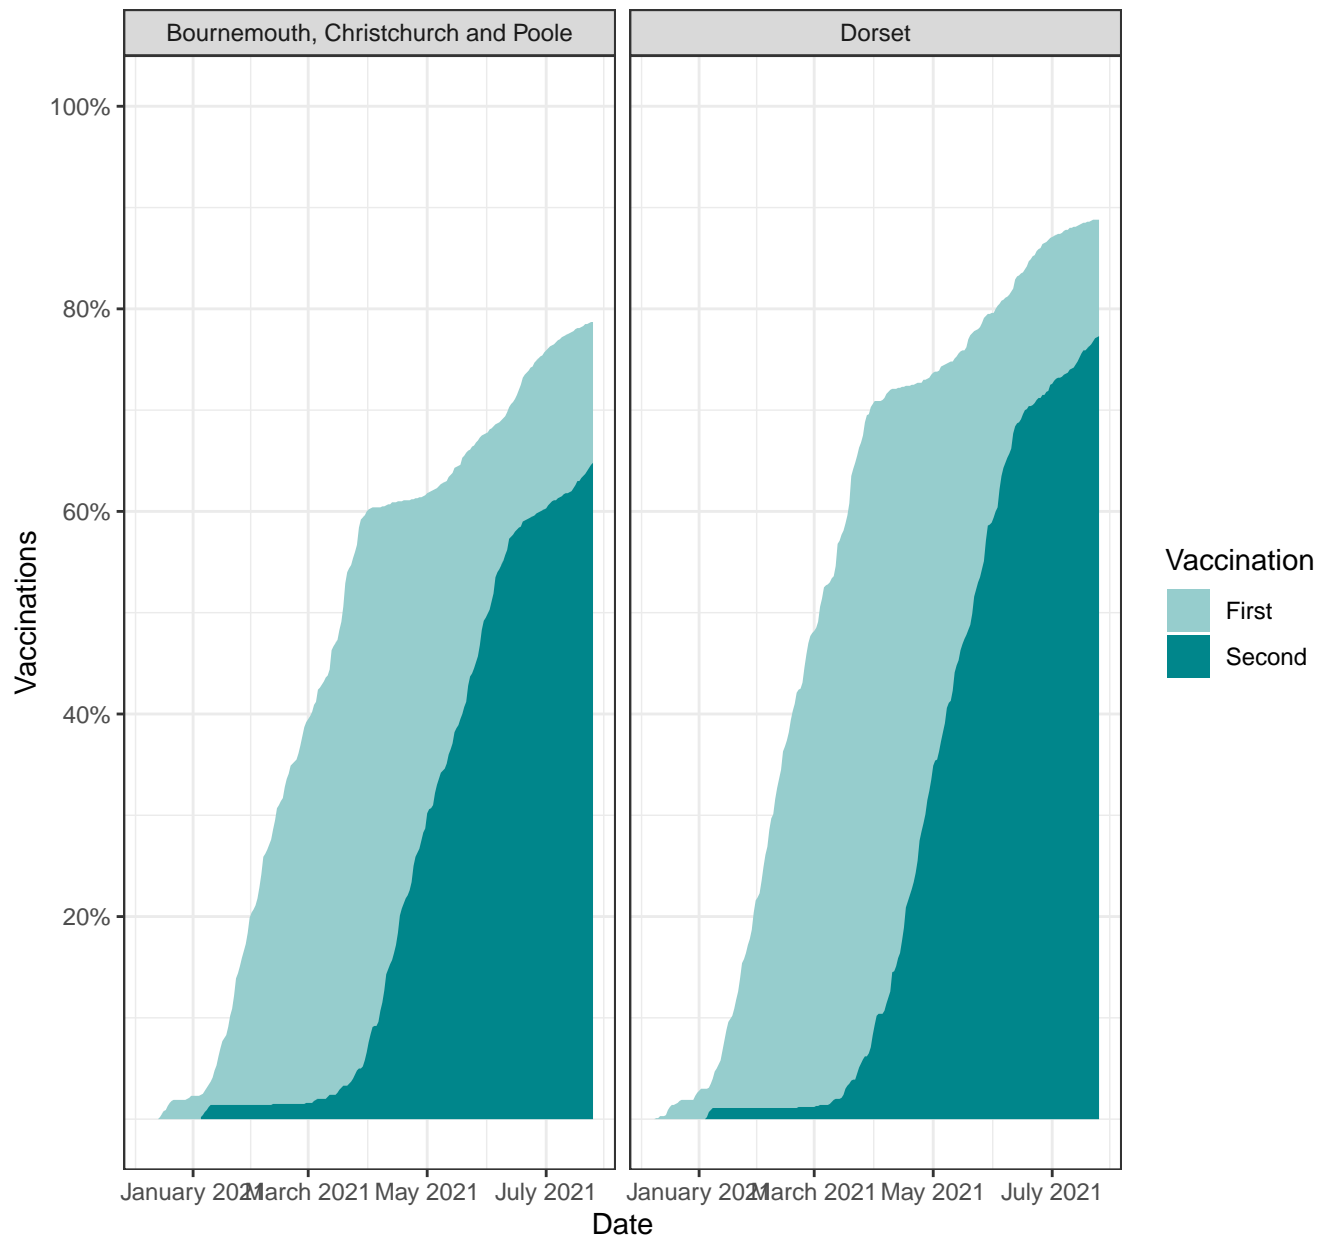 Bournemouth, Christchurch and Poole
Dorset
100%
80%
60%
40%
20%
Vaccinations
January 2021
March 2021
May 2021
July 2021
January 2021
March 2021
May 2021
July 2021
Date
Vaccination
First
Second